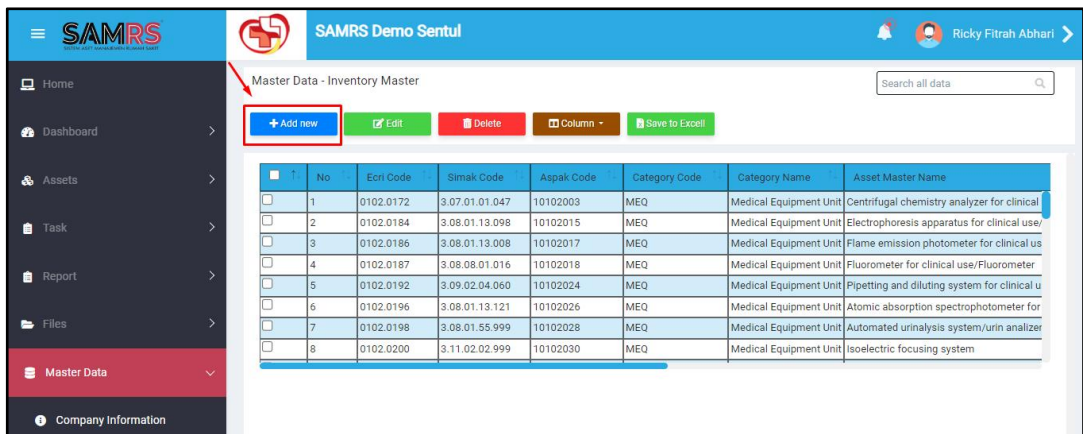 SAMRS
SISTEM ASET MANAJEMEN RUMAH SAKIT
SAMRS Demo Sentul
Ricky Fitrah Abhari
Home
Dashboard
Assets
Task
Report
Files
Master Data
Company Information
Master Data - Inventory Master
Search all data
Add new
Edit
Delete
Column
Save to Excell
No Ecri Code Simak Code Aspak Code Category Code Category Name Asset Master Name
1 0102.0172 3.07.01.01.047 10102003 MEQ Medical Equipment Unit Centrifugal chemistry analyzer for clinical
2 0102.0184 3.08.01.13.098 10102015 MEQ Medical Equipment Unit Electrophoresis apparatus for clinical use/
3 0102.0186 3.08.01.13.008 10102017 MEQ Medical Equipment Unit Flame emission photometer for clinical us
4 0102.0187 3.08.08.01.016 10102018 MEQ Medical Equipment Unit Fluorometer for clinical use/Fluorometer
5 0102.0192 3.09.02.04.060 10102024 MEQ Medical Equipment Unit Pipetting and diluting system for clinical u
6 0102.0196 3.08.01.13.121 10102026 MEQ Medical Equipment Unit Atomic absorption spectrophotometer for
7 0102.0198 3.08.01.55.999 10102028 MEQ Medical Equipment Unit Automated urinalysis system/urin analizer
8 0102.0200 3.11.02.02.999 10102030 MEQ Medical Equipment Unit Isoelectric focusing system